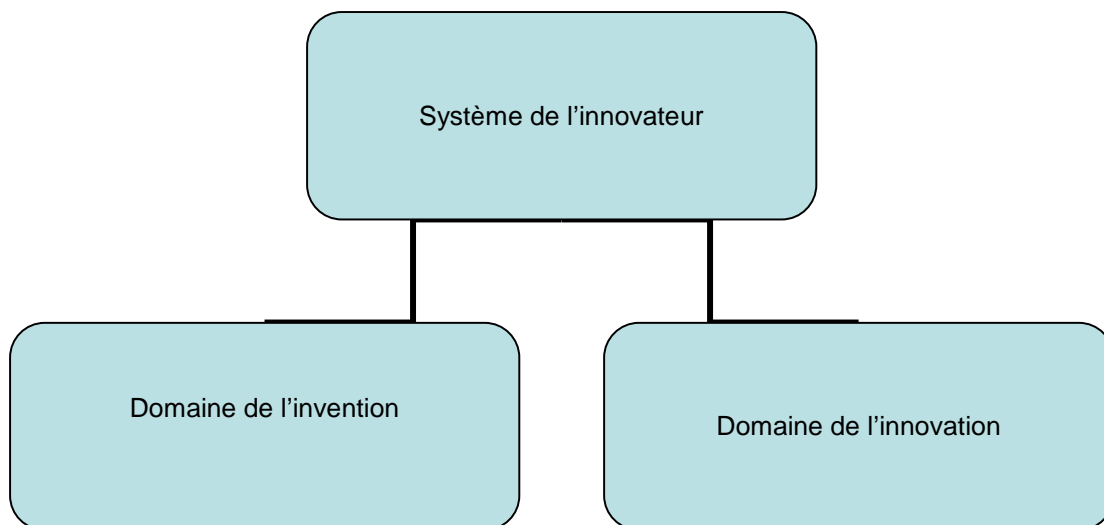 Système de l’innovateur
Domaine de l’invention
Domaine de l’innovation